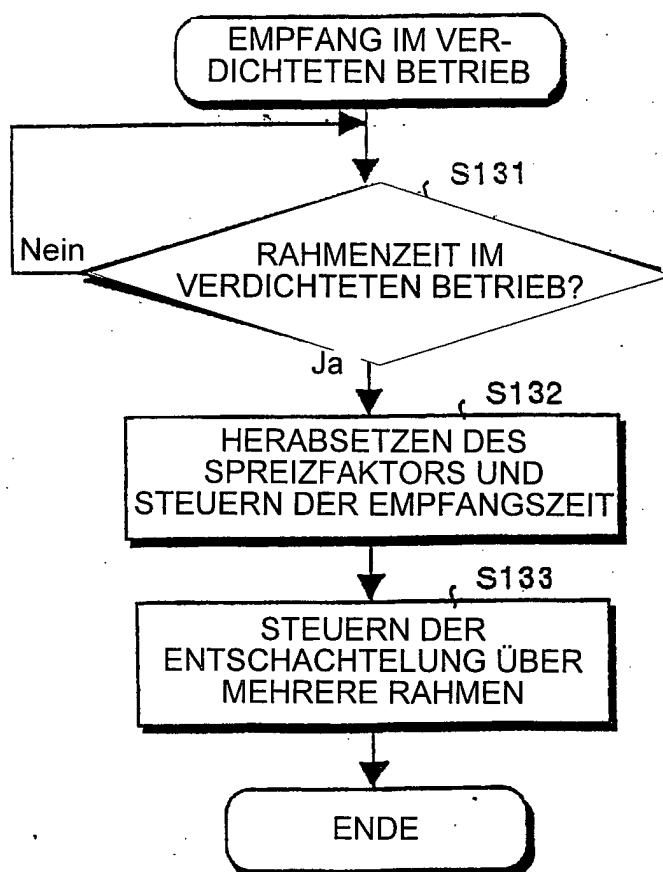 EMPFANG IM VER-
DICHTETEN BETRIEB
S131
Nein
RAHMENZEIT IM
VERDICHTETEN BETRIEB?
Ja
S132
HERABSETZEN DES
SPREIZFAKTORS UND
STEUERN DER EMPFANGSZEIT
S133
STEUERN DER
ENTSCHACHTELUNG ÜBER
MEHRERE RAHMEN
ENDE